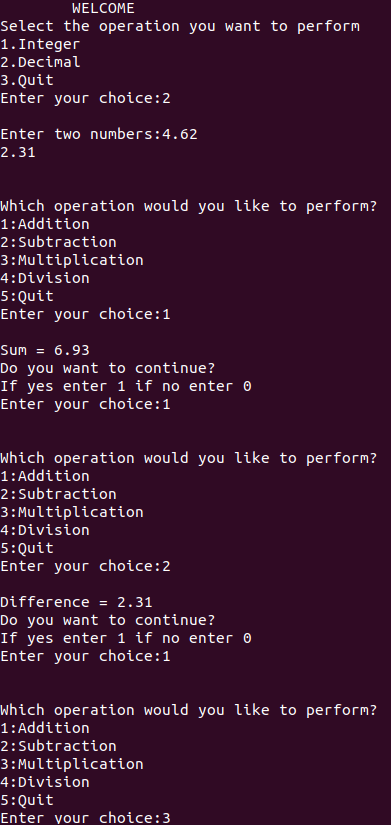 WELCOME
Select the operation you want to perform
1.Integer
2.Decimal
3.Quit
Enter your choice:2
Enter two numbers:4.62
2.31
Which operation would you like to perform?
1:Addition
2:Subtraction
3:Multiplication
4:Division
5:Quit
Enter your choice:1
Sum = 6.93
Do you want to continue?
If yes enter 1 if no enter 0
Enter your choice:1
Which operation would you like to perform?
1:Addition
2:Subtraction
3:Multiplication
4:Division
5:Quit
Enter your choice:2
Difference = 2.31
Do you want to continue?
If yes enter 1 if no enter 0
Enter your choice:1
Which operation would you like to perform?
1:Addition
2:Subtraction
3:Multiplication
4:Division
5:Quit
Enter your choice:3